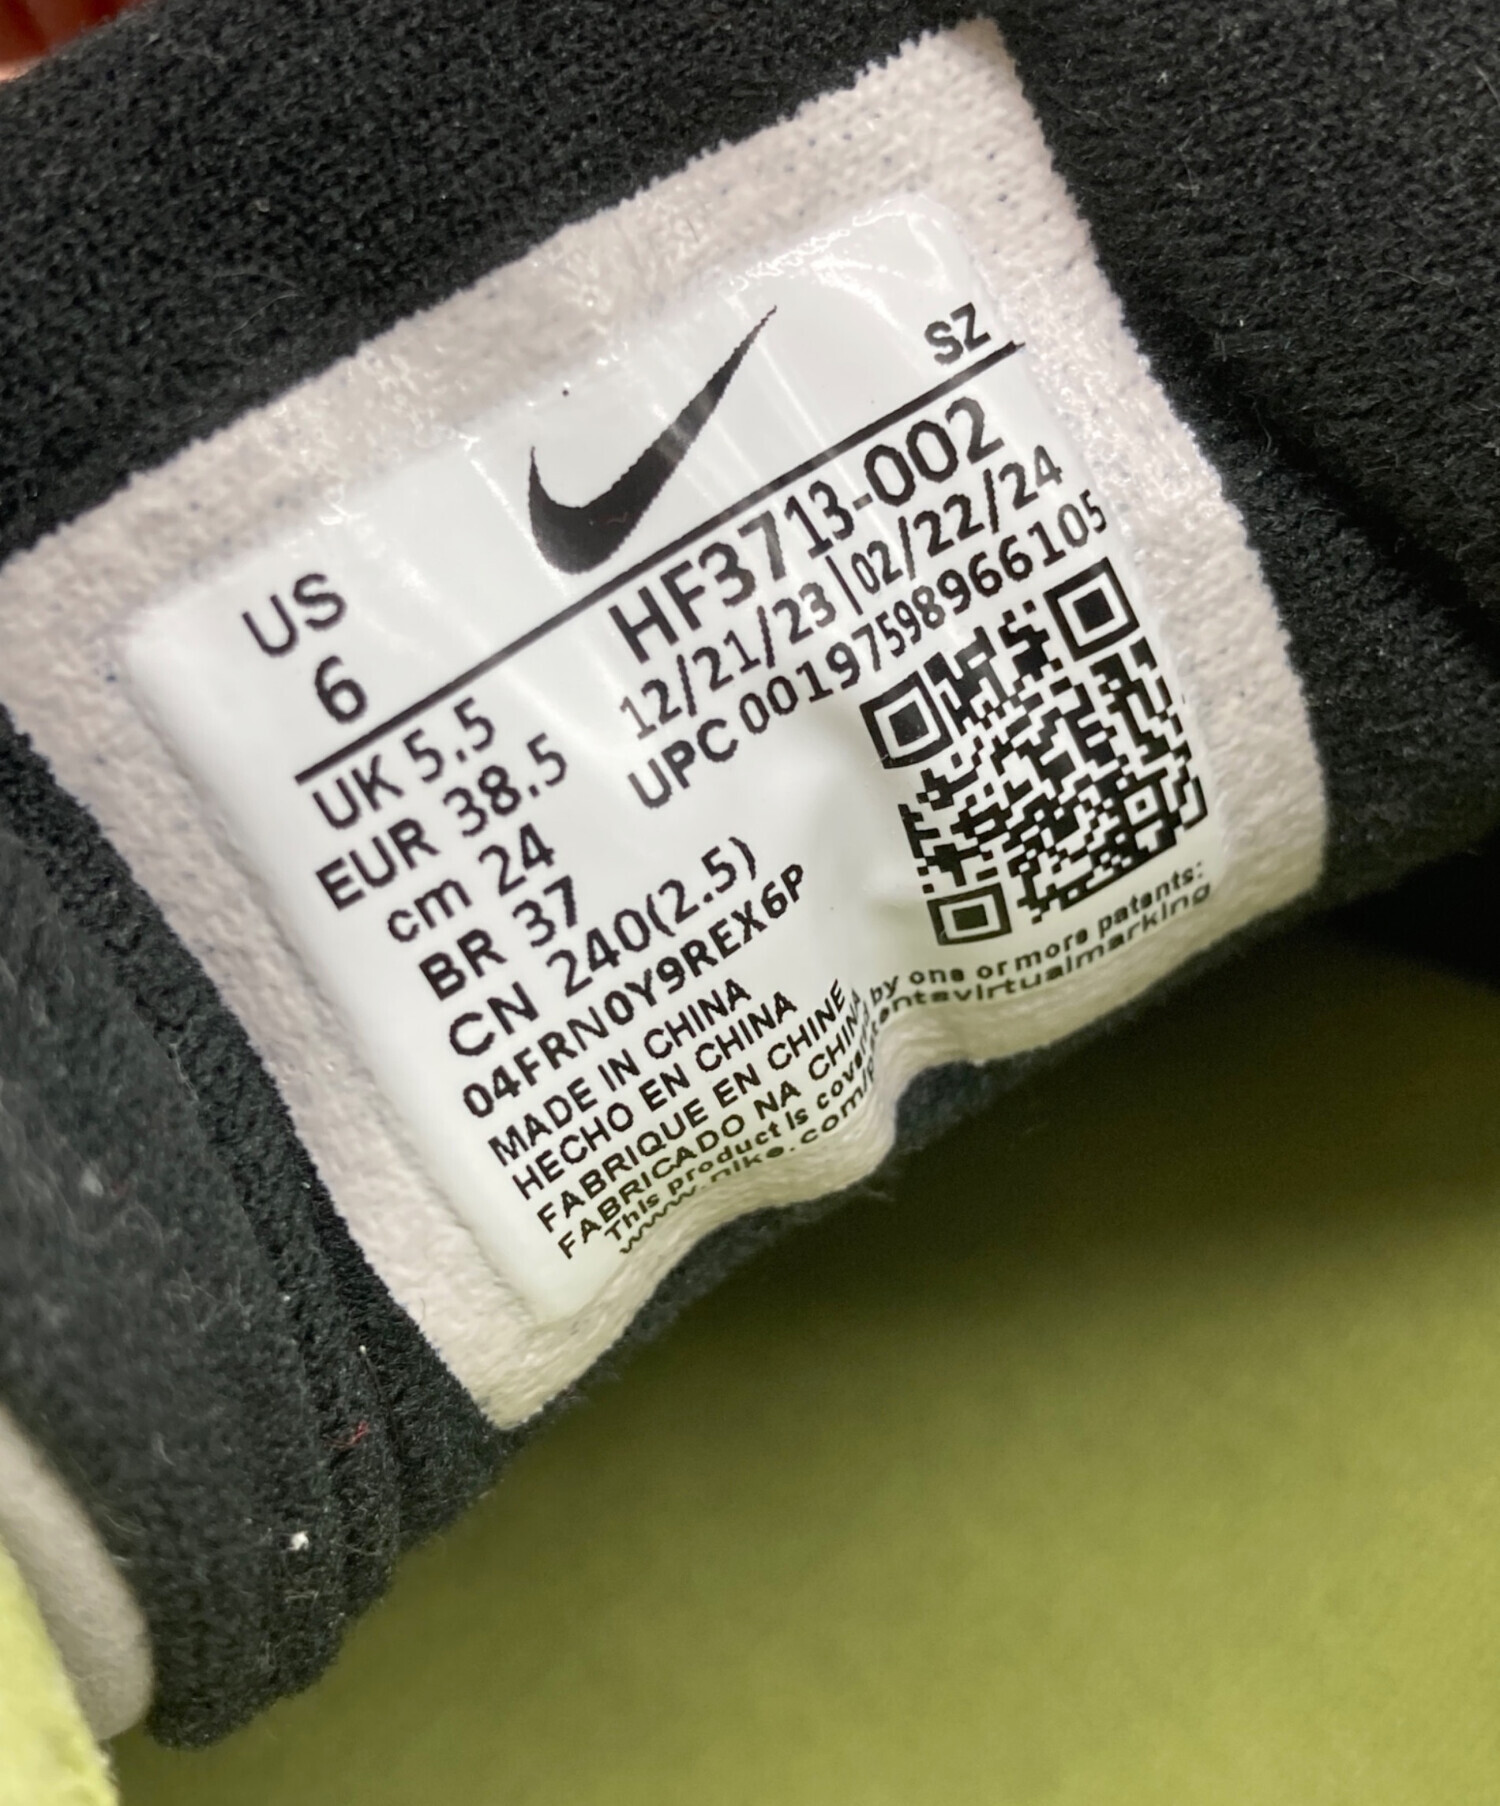 SZ
US
6
HF3713-002
12/21/23|02/22/24
UPC 00197598966105
UK 5.5
EUR 38.5
cm 24
BR 37
CN 240(2.5)
04FRN0Y9REX6P
MADE IN CHINA
HECHO EN CHINA
FABRIQUE EN CHINE
FABRICADO NA CHINA
This product is covered by one or more patents:
www.nike.com/patentsvirtualmarking